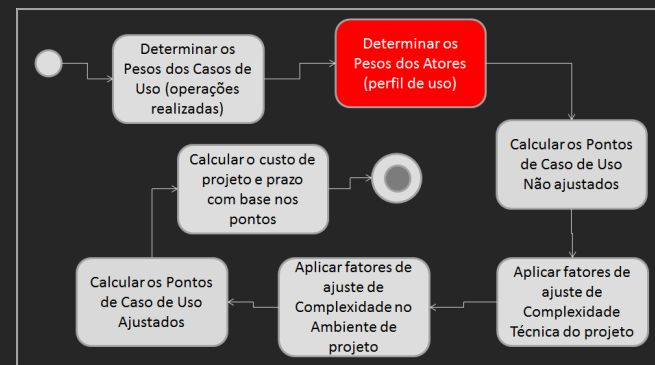 Determinar os
Pesos dos Casos de
Uso (operações
realizadas)
Determinar os
Pesos dos Atores
(perfil de uso)
Calcular os Pontos
de Caso de Uso
Não ajustados
Aplicar fatores de
ajuste de
Complexidade
Técnica do projeto
Aplicar fatores de
ajuste de
Complexidade no
Ambiente de
projeto
Calcular os Pontos
de Caso de Uso
Ajustados
Calcular o custo de
projeto e prazo
com base nos
pontos